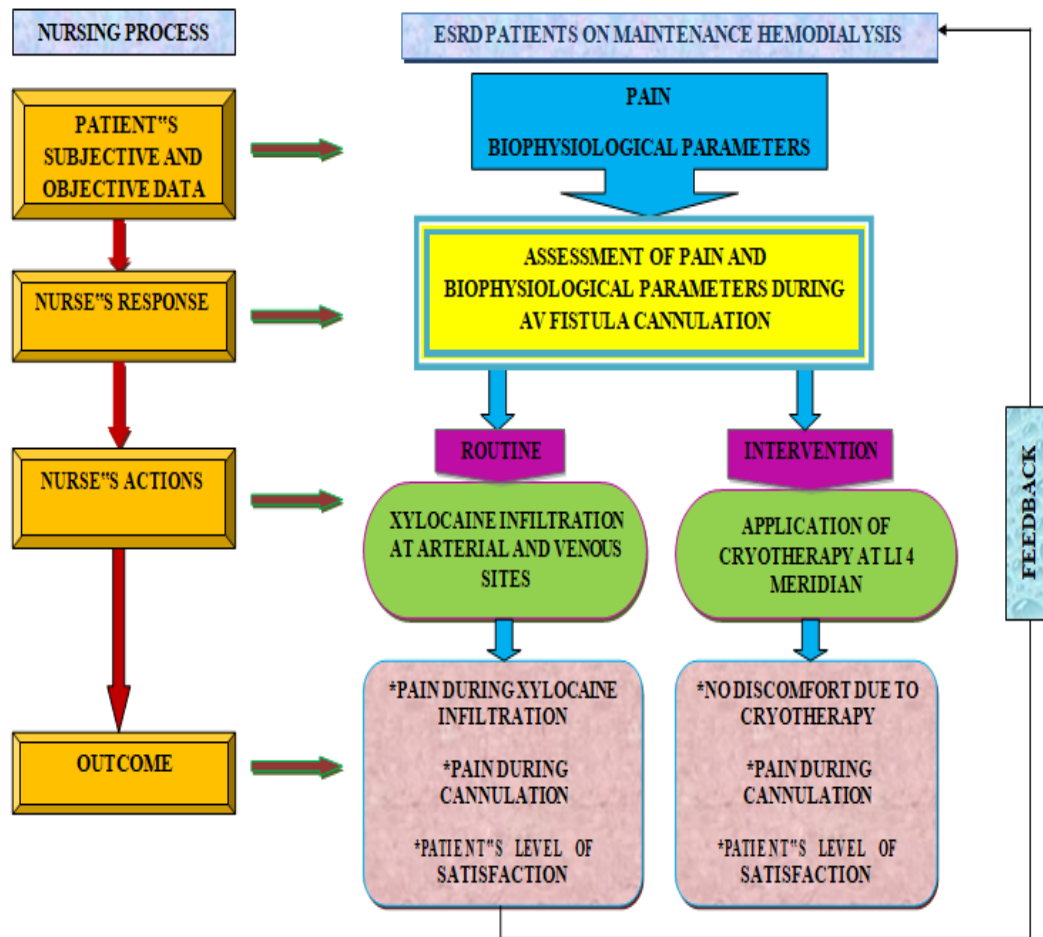 NURSING PROCESS
ESRD PATIENTS ON MAINTENANCE HEMODIALYSIS
PATIENT‟S
SUBJECTIVE AND
OBJECTIVE DATA
PAIN
BIOPHYSIOLOGICAL PARAMETERS
NURSE‟S RESPONSE
ASSESSMENT OF PAIN AND
BIOPHYSIOLOGICAL PARAMETERS DURING
AV FISTULA CANNULATION
NURSE‟S ACTIONS
ROUTINE
XYLOCAINE INFILTRATION
AT ARTERIAL AND VENOUS
SITES
INTERVENTION
APPLICATION OF
CRYOTHERAPY AT LI 4
MERIDIAN
OUTCOME
*PAIN DURING XYLOCAINE
INFILTRATION
*PAIN DURING
CANNULATION
*PATIENT‟S LEVEL OF
SATISFACTION
*NO DISCOMFORT DUE TO
CRYOTHERAPY
*PAIN DURING
CANNULATION
*PATIENT‟S LEVEL OF
SATISFACTION
FEEDBACK